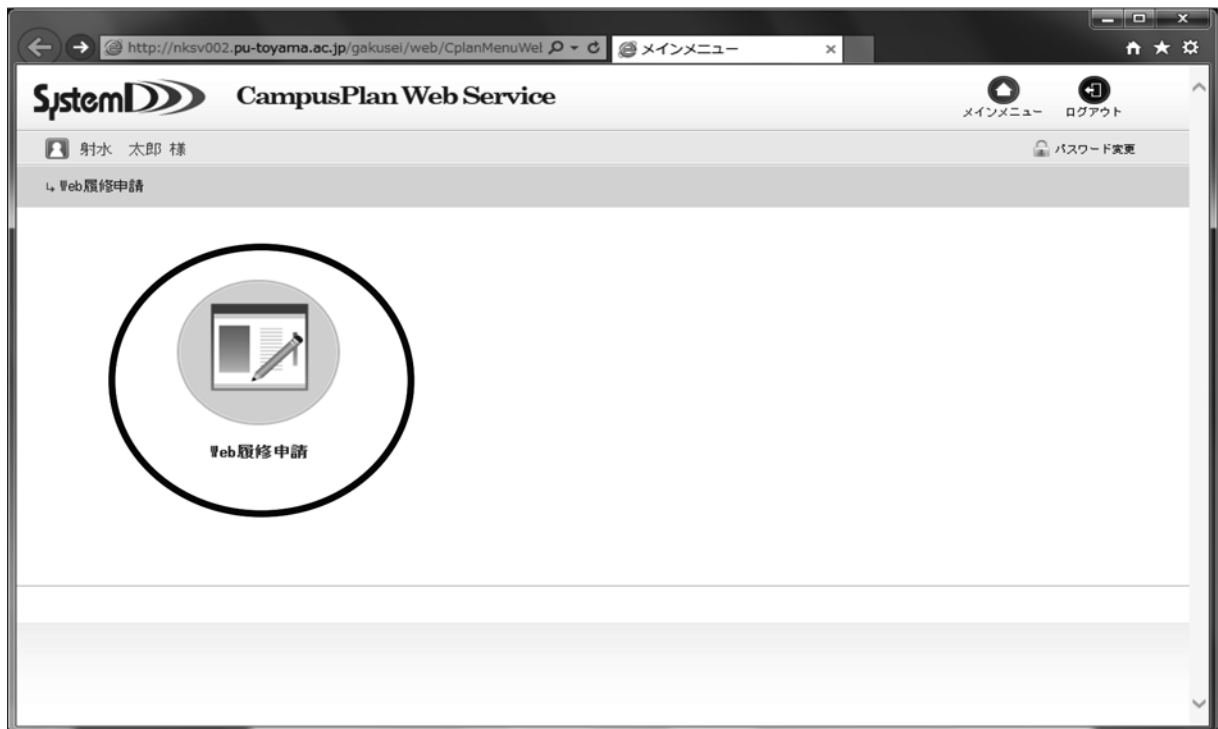 http://nksv002.pu-toyama.ac.jp/gakusei/web/CplanMenuWel
メインメニュー
SystemD
CampusPlan Web Service
メインメニュー
ログアウト
射水 太郎 様
パスワード変更
Web履修申請
Web履修申請